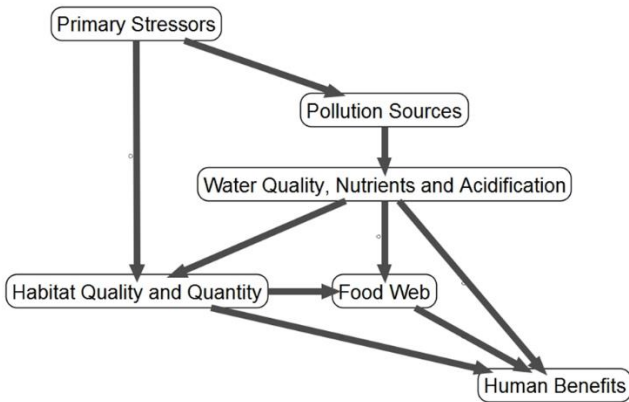 Primary Stressors
Pollution Sources
Water Quality, Nutrients and Acidification
Habitat Quality and Quantity
Food Web
Human Benefits